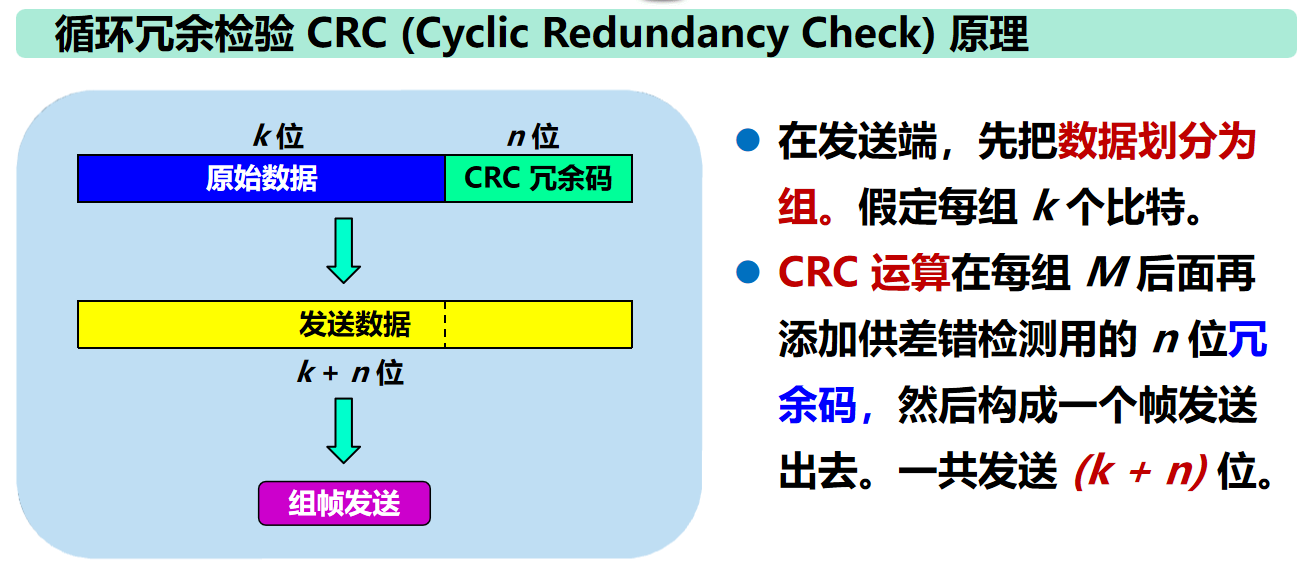 循环冗余检验 CRC (Cyclic Redundancy Check) 原理
k 位
n 位
原始数据
CRC 冗余码
发送数据
k + n 位
组帧发送
在发送端，先把数据划分为
组。假定每组 k 个比特。
CRC 运算在每组 M 后面再
添加供差错检测用的 n 位冗
余码，然后构成一个帧发送
出去。一共发送 (k + n) 位。